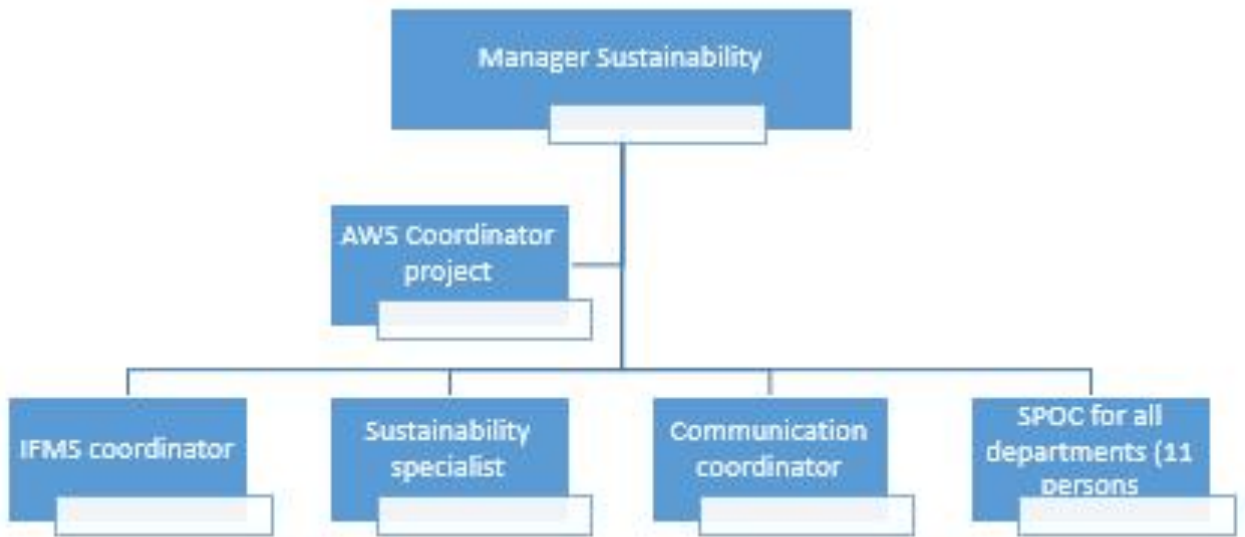 Manager Sustainability
AWS Coordinator
project
IFMS coordinator
Sustainability
specialist
Communication
coordinator
SPOC for all
departments (11
persons